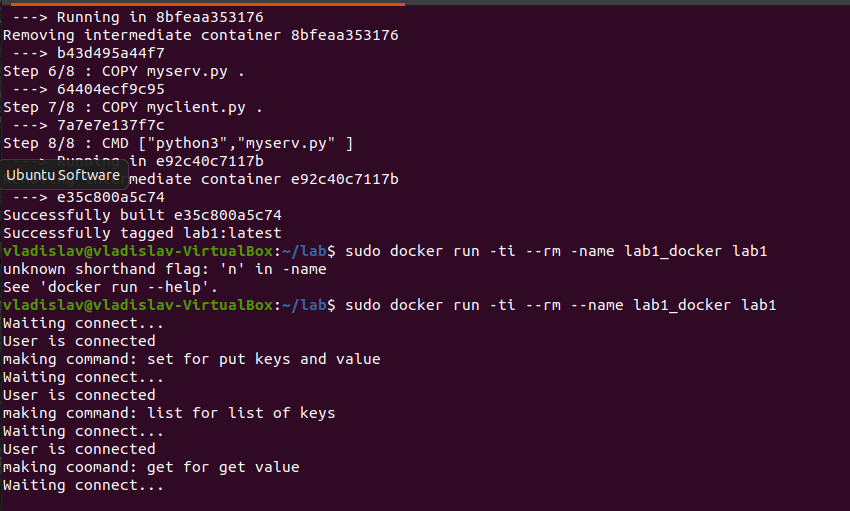 ---> Running in 8bfeaa353176
Removing intermediate container 8bfeaa353176
---> b43d495a44f7
Step 6/8 : COPY myserv.py .
---> 64404ecf9c95
Step 7/8 : COPY myclient.py .
---> 7a7e7e137f7c
Step 8/8 : CMD ["python3","myserv.py" ]
in e92c40c7117b
Ubuntu Software
mediate container e92c40c7117b
---> e35c800a5c74
Successfully built e35c800a5c74
Successfully tagged lab1:latest
vladislav@vladislav-VirtualBox:~/lab$ sudo docker run -ti --rm -name lab1_docker lab1
unknown shorthand flag: 'n' in -name
See 'docker run --help'.
vladislav@vladislav-VirtualBox:~/lab$ sudo docker run -ti --rm --name lab1_docker lab1
Waiting connect...
User is connected
making command: set for put keys and value
Waiting connect...
User is connected
making command: list for list of keys
Waiting connect...
User is connected
making coomand: get for get value
Waiting connect...